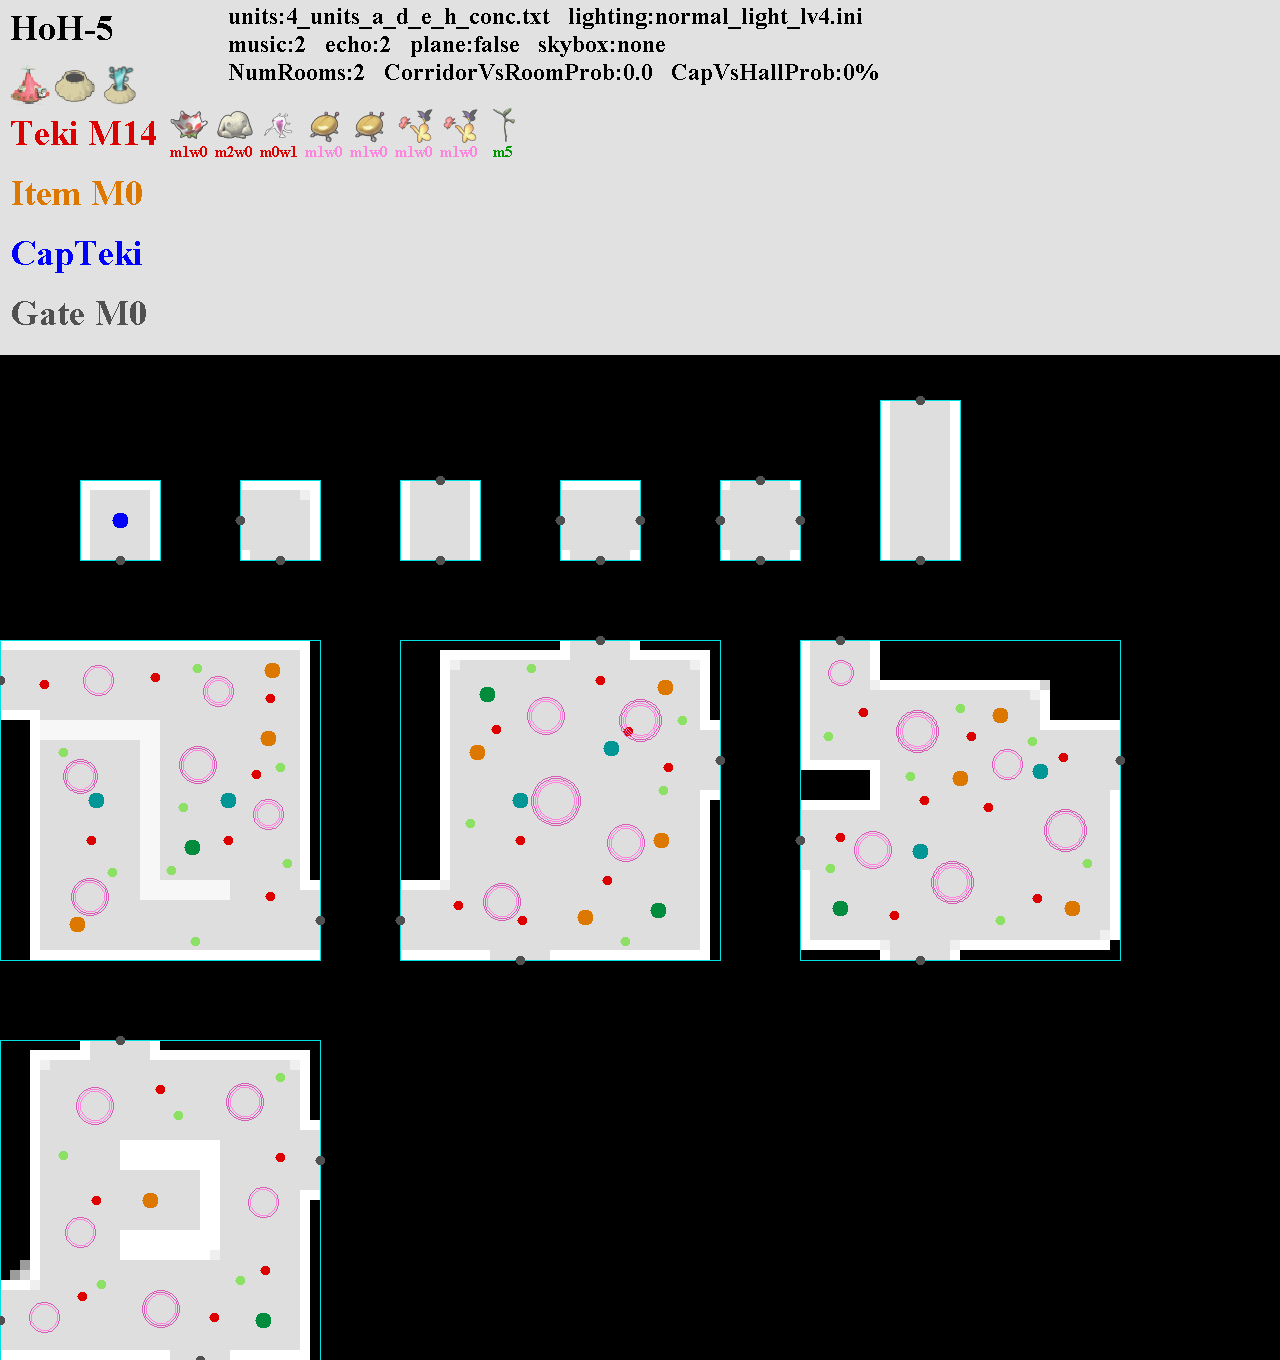 HoH-5
units:4_units_a_d_e_h_conc.txt lighting:normal_light_lv4.ini
music:2 echo:2 plane:false skybox:none
NumRooms:2 CorridorVsRoomProb:0.0 CapVsHallProb:0%
Teki M14
m1w0 m2w0 m0w1 m1w0 m1w0 m1w0 m1w0 m5
Item M0
CapTeki
Gate M0